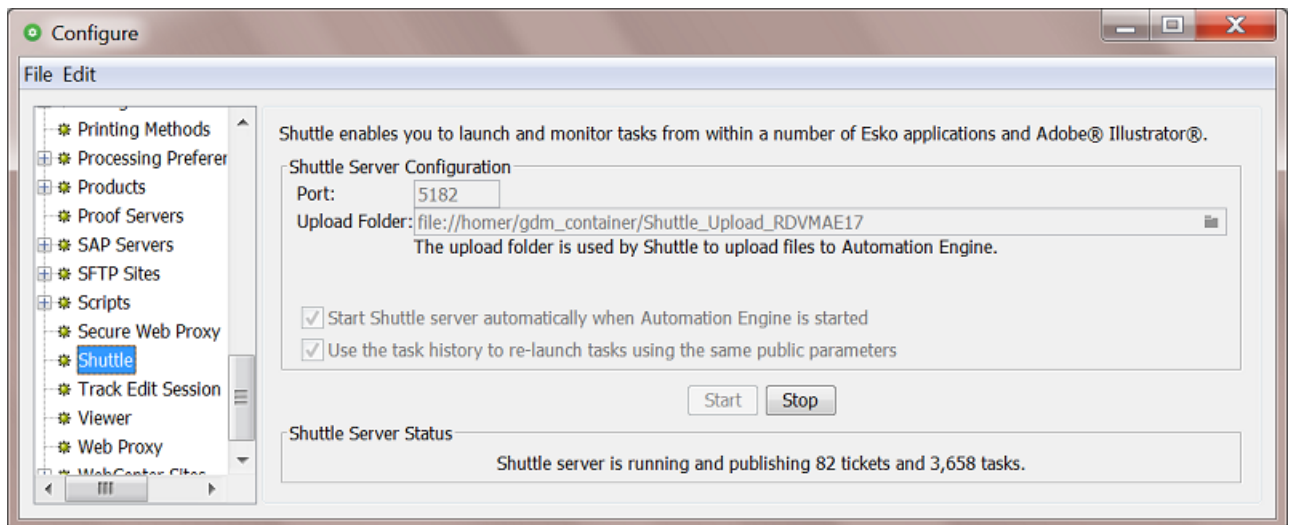 Configure
File Edit
Printing Methods
Processing Preferer
Products
Proof Servers
SAP Servers
SFTP Sites
Scripts
Secure Web Proxy
Shuttle
Track Edit Session
Viewer
Web Proxy
WebCenter Sites
Shuttle enables you to launch and monitor tasks from within a number of Esko applications and Adobe® Illustrator®.
Shuttle Server Configuration
Port: 5182
Upload Folder: file://homer/gdm_container/Shuttle_Upload_RDVMAE17
The upload folder is used by Shuttle to upload files to Automation Engine.
Start Shuttle server automatically when Automation Engine is started
Use the task history to re-launch tasks using the same public parameters
Start Stop
Shuttle Server Status
Shuttle server is running and publishing 82 tickets and 3,658 tasks.